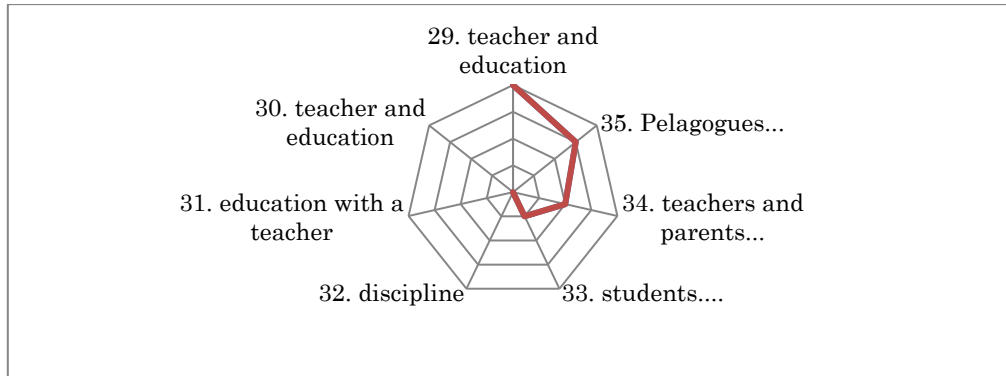 29. teacher and
education
30. teacher and
education
35. Pelagogues...
31. education with a
teacher
34. teachers and
parents...
32. discipline
33. students....